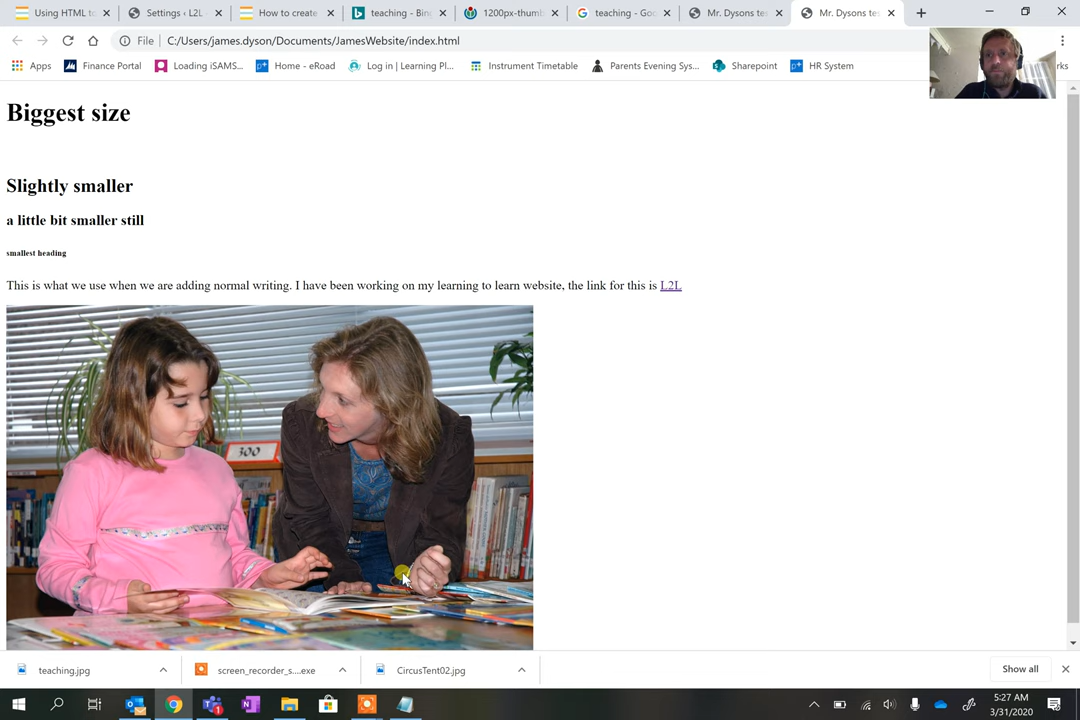 Using HTML to
Settings ‹ L2L
How to create
teaching - Bing
1200px-thumb
teaching - Goo
Mr. Dysons tes
Mr. Dysons tes
File
C:/Users/james.dyson/Documents/JamesWebsite/index.html
Apps
Finance Portal
Loading iSAMS...
Home - eRoad
Log in | Learning Pl...
Instrument Timetable
Parents Evening Sys...
Sharepoint
HR System
rks
Biggest size
Slightly smaller
a little bit smaller still
smallest heading
This is what we use when we are adding normal writing. I have been working on my learning to learn website, the link for this is L2L
300
teaching.jpg
screen_recorder_s....exe
CircusTent02.jpg
Show all
5:27 AM
3/31/2020